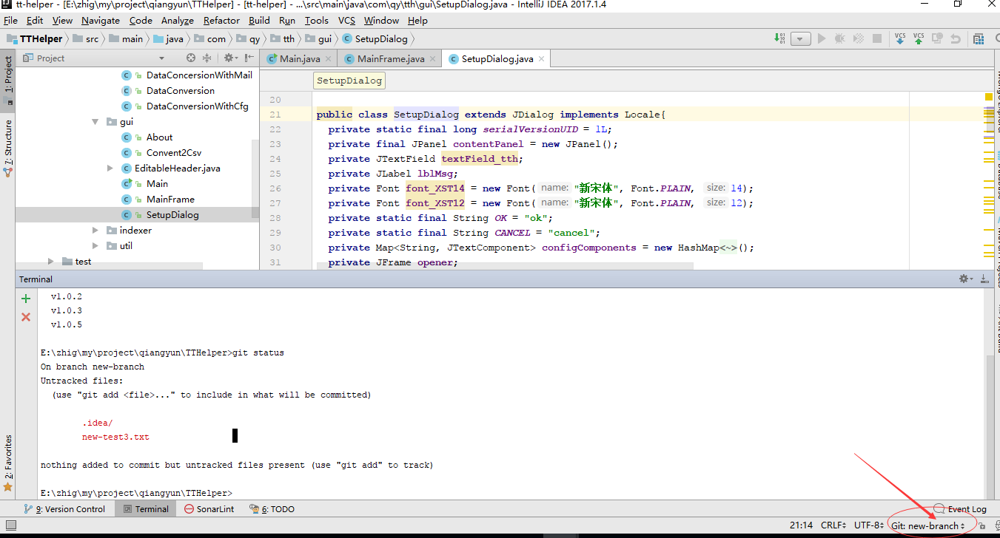 tt-helper - [E:\zhig\my\project\qiangyun\TTHelper] - [tt-helper] - ...\src\main\java\com\qy\tth\gui\SetupDialog.java - IntelliJ IDEA 2017.1.4
File Edit View Navigate Code Analyze Refactor Build Run Tools VCS Window Help
TTHelper src main java com qy tth gui SetupDialog
VCS VCS
Project
Main.java MainFrame.java SetupDialog.java
1: Project
7: Structure
2: Favorites
DataConcersionWithMail
DataConversion
DataConversionWithCfg
gui
About
Convent2Csv
EditableHeader.java
Main
MainFrame
SetupDialog
indexer
util
test
SetupDialog
20
21 public class SetupDialog extends JDialog implements Locale{
22 private static final long serialVersionUID = 1L;
23 private final JPanel contentPanel = new JPanel();
24 private JTextField textField_tth;
25 private JLabel lblMsg;
26 private Font font_XST14 = new Font( name: "新宋体", Font.PLAIN, size: 14);
27 private Font font_XST12 = new Font( name: "新宋体", Font.PLAIN, size: 12);
28 private static final String OK = "ok";
29 private static final String CANCEL = "cancel";
30 private Map<String, JTextComponent> configComponents = new HashMap<~>();
31 private JFrame opener;
Terminal
v1.0.2
v1.0.3
v1.0.5
E:\zhig\my\project\qiangyun\TTHelper>git status
On branch new-branch
Untracked files:
(use "git add <file>..." to include in what will be committed)
.idea/
new-test3.txt
nothing added to commit but untracked files present (use "git add" to track)
E:\zhig\my\project\qiangyun\TTHelper>
9: Version Control Terminal SonarLint 6: TODO Event Log
21:14 CRLF UTF-8 Git: new-branch